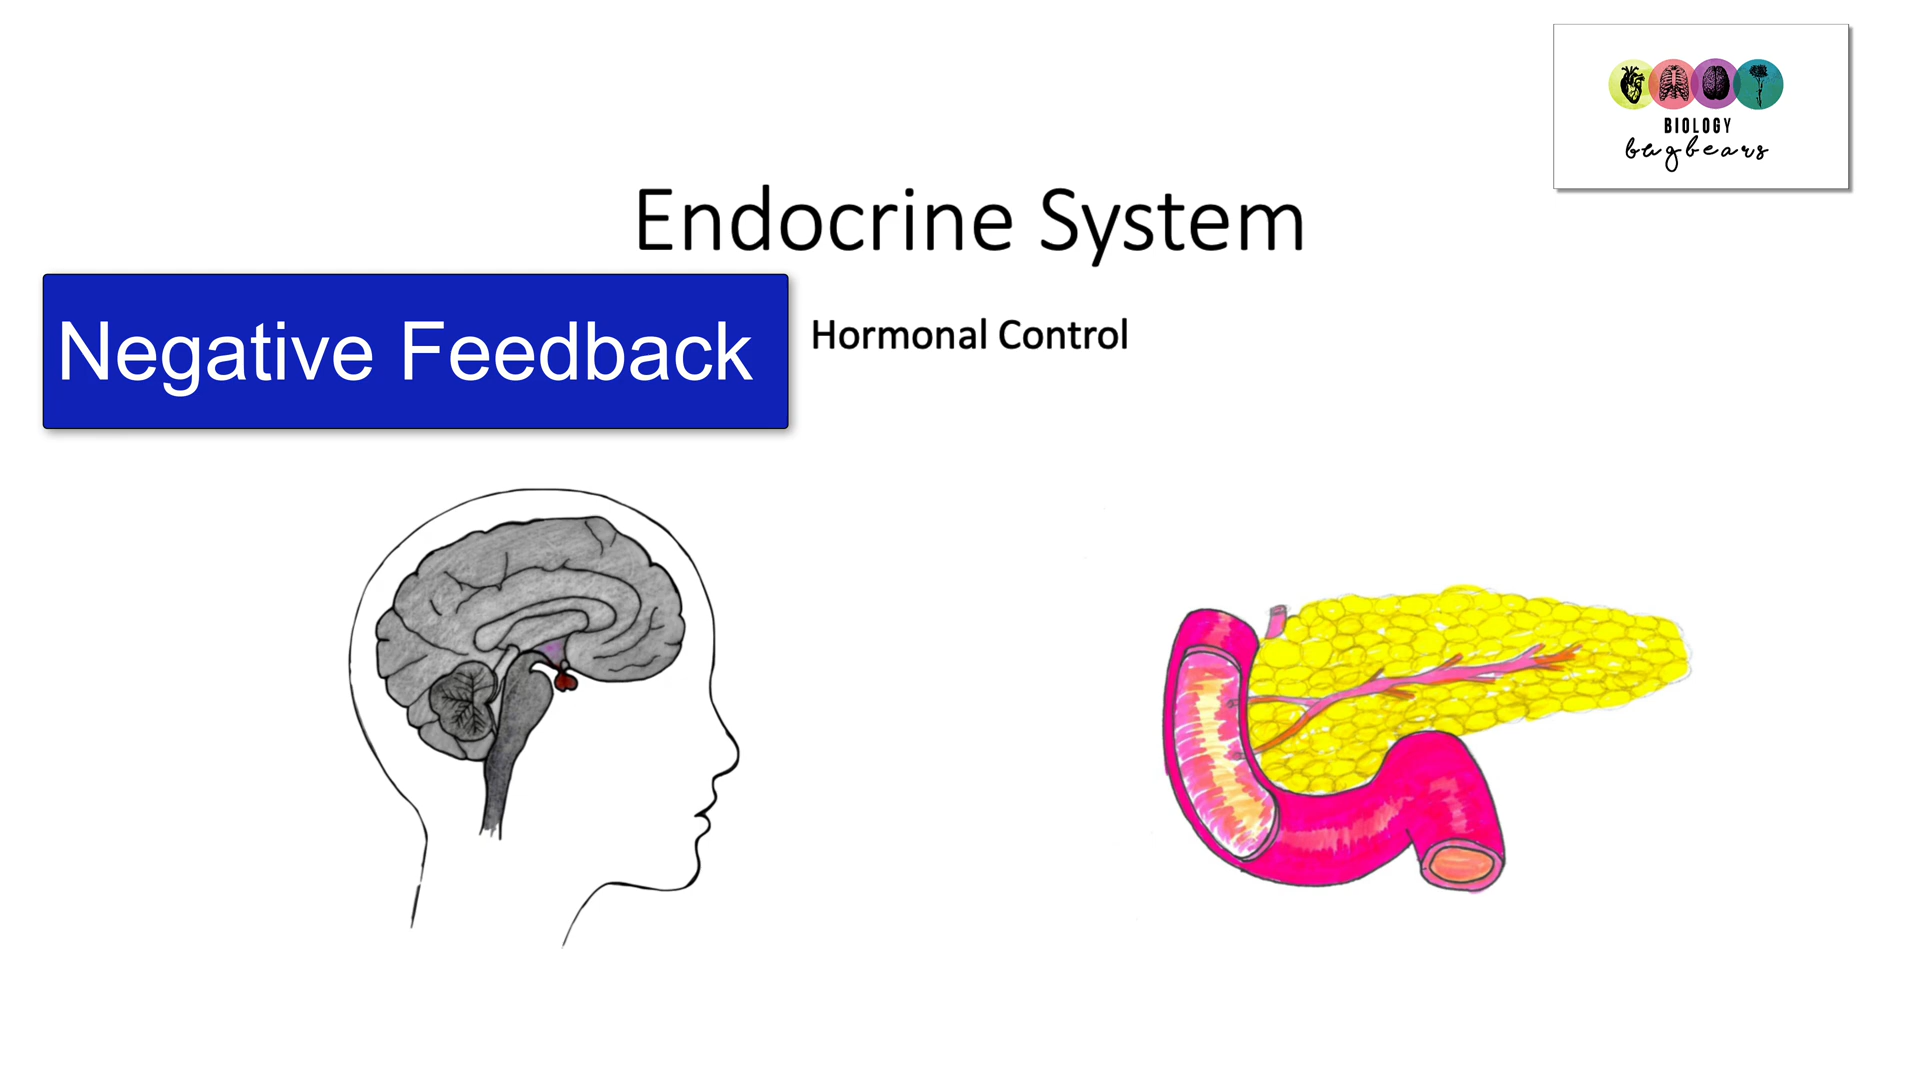 BIOLOGY
bugbears
Endocrine System
Negative Feedback
Hormonal Control